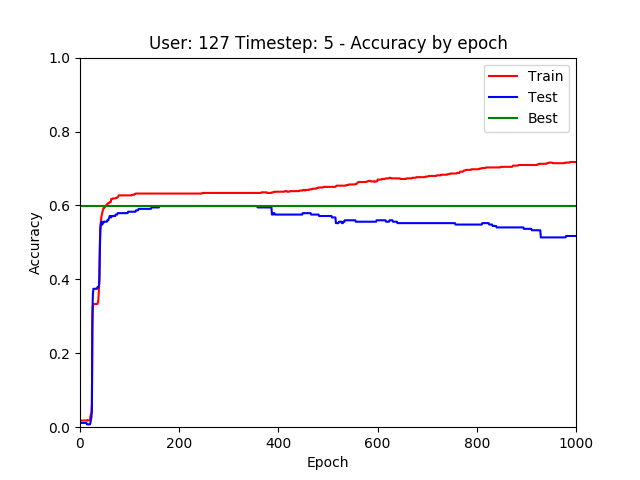 User: 127 Timestep: 5 - Accuracy by epoch
1.0
0.8
0.6
0.4
0.2
0.0
Accuracy
Train
Test
Best
0 200 400 600 800 1000
Epoch